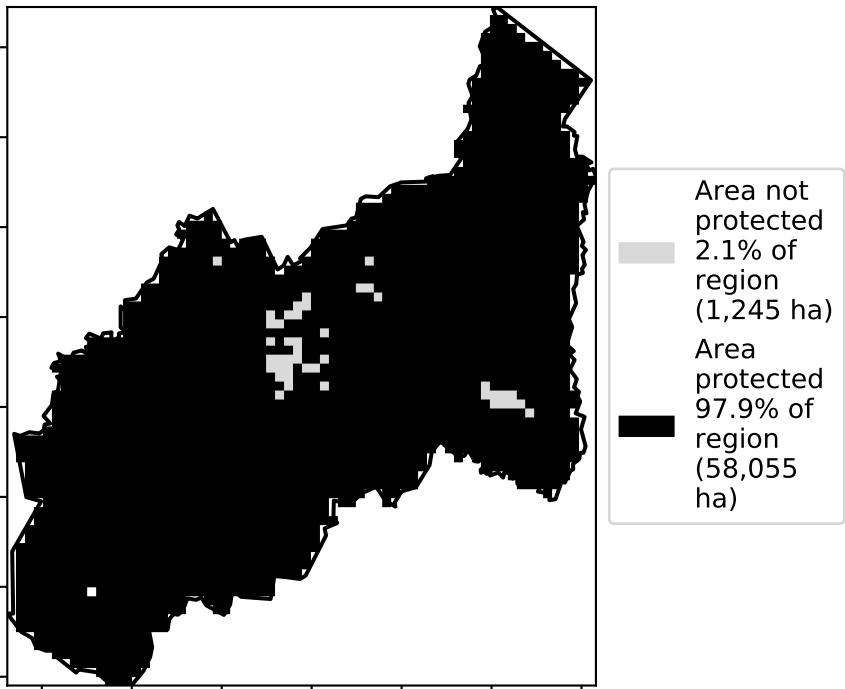 Area not
protected
2.1% of
region
(1,245 ha)
Area
protected
97.9% of
region
(58,055
ha)